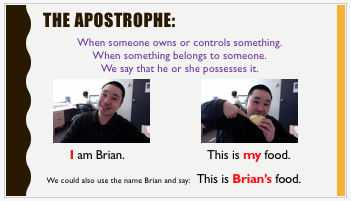 THE APOSTROPHE:
When someone owns or controls something.
When something belongs to someone.
We say that he or she possesses it.
I am Brian.
This is my food.
We could also use the name Brian and say: This is Brian's food.